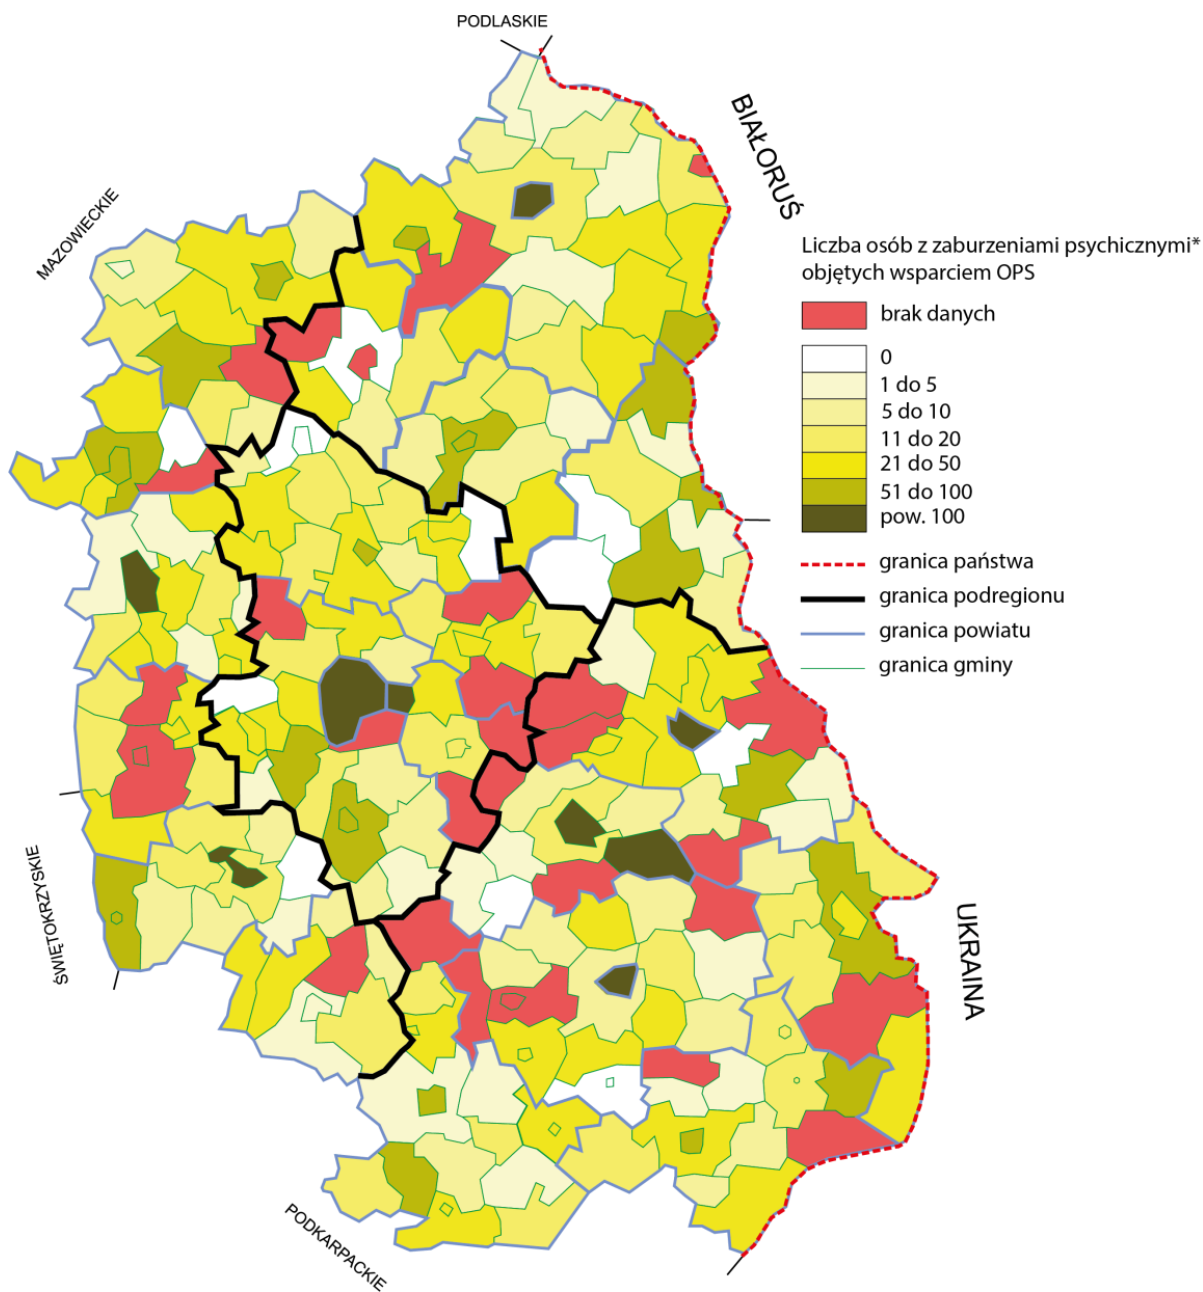 PODLASKIE
BIAŁORUŚ
MAZOWIECKIE
Liczba osób z zaburzeniami psychicznymi*
objętych wsparciem OPS
brak danych
0
1 do 5
5 do 10
11 do 20
21 do 50
51 do 100
pow. 100
granica państwa
granica podregionu
granica powiatu
granica gminy
ŚWIĘTOKRZYSKIE
UKRAINA
PODKARPACKIE